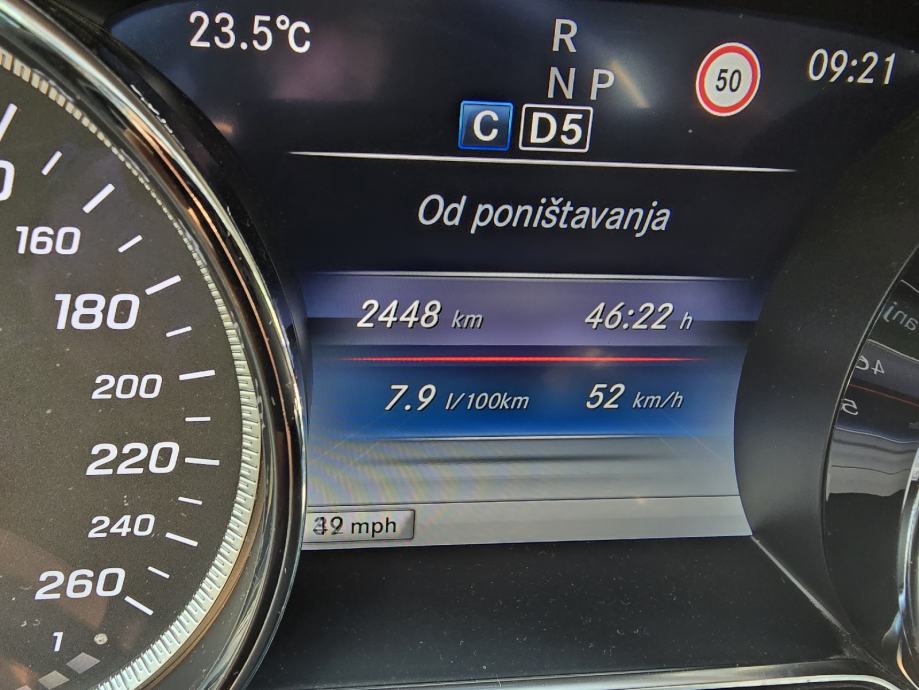 23.5°C
R
50
09:21
N P
C D5
Od poništavanja
2448 km 46:22 h
7.9 l/100km 52 km/h
mph
160
180
200
220
240
260
1